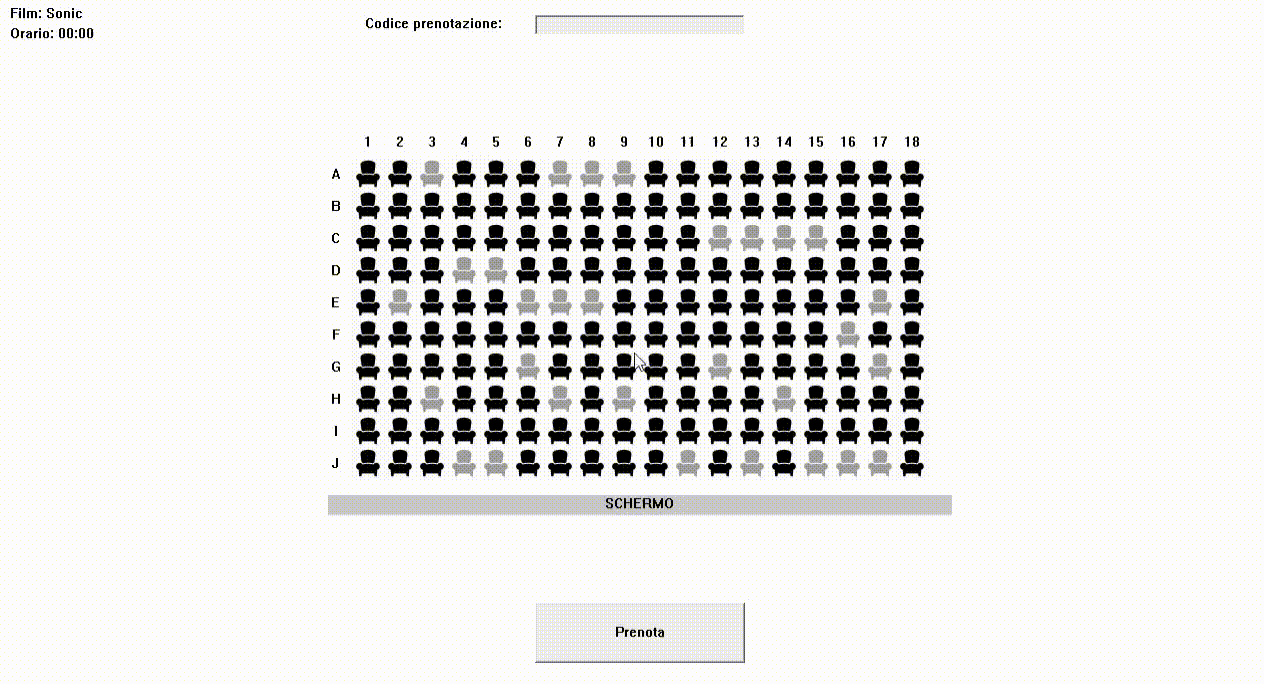 Film: Sonic
Orario: 00:00
Codice prenotazione:
1 2 3 4 5 6 7 8 9 10 11 12 13 14 15 16 17 18
A
B
C
D
E
F
G
H
I
J
SCHERMO
Prenota